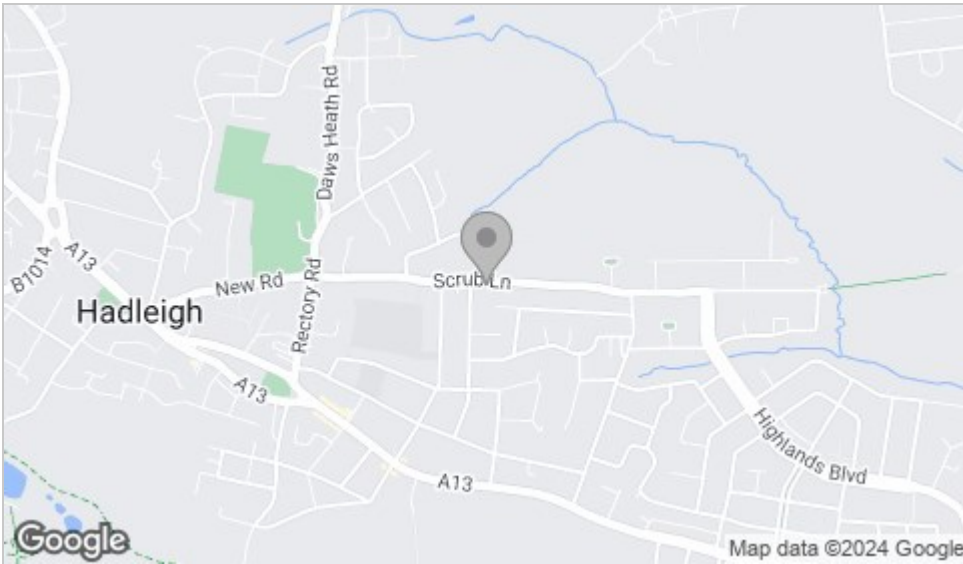 Daws Heath Rd
B1014
A13
New Rd
Scrub Ln
Hadleigh
Rectory Rd
A13
Highlands Blvd
A13
Google
Map data ©2024 Google